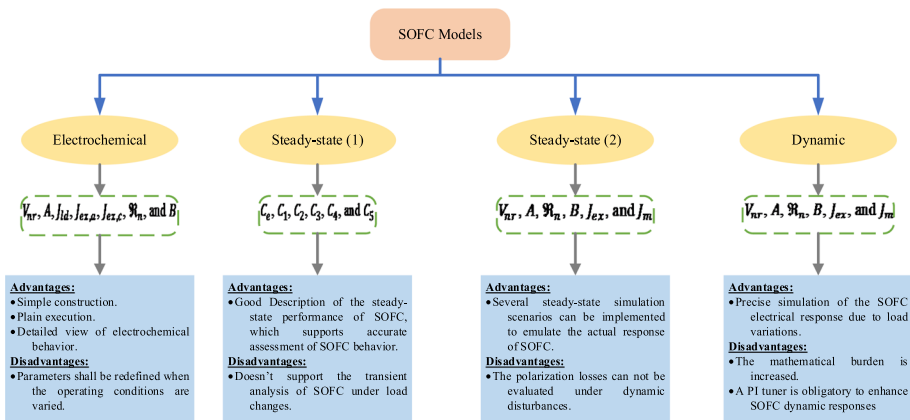 SOFC Models
Electrochemical
Steady-state (1)
Steady-state (2)
Dynamic
V_nr, A, J_ld, J_ex,a, J_ex,c, ℜ_n, and B
C_e, C_1, C_2, C_3, C_4, and C_5
V_nr, A, ℜ_n, B, J_ex, and J_m
V_nr, A, ℜ_n, B, J_ex, and J_m
Advantages:
•Simple construction.
•Plain execution.
•Detailed view of electrochemical
behavior.
Disadvantages:
•Parameters shall be redefined when
the operating conditions are
varied.
Advantages:
•Good Description of the steady-
state performance of SOFC,
which supports accurate
assessment of SOFC behavior.
Disadvantages:
•Doesn’t support the transient
analysis of SOFC under load
changes.
Advantages:
•Several steady-state simulation
scenarios can be implemented
to emulate the actual response
of SOFC.
Disadvantages:
•The polarization losses can not be
evaluated under dynamic
disturbances.
Advantages:
•Precise simulation of the SOFC
electrical response due to load
variations.
Disadvantages:
•The mathematical burden is
increased.
•A PI tuner is obligatory to enhance
SOFC dynamic responses